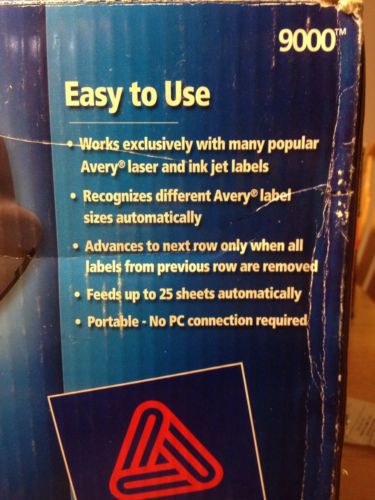 9000™
Easy to Use
• Works exclusively with many popular
Avery® laser and ink jet labels
• Recognizes different Avery® label
sizes automatically
• Advances to next row only when all
labels from previous row are removed
• Feeds up to 25 sheets automatically
• Portable - No PC connection required